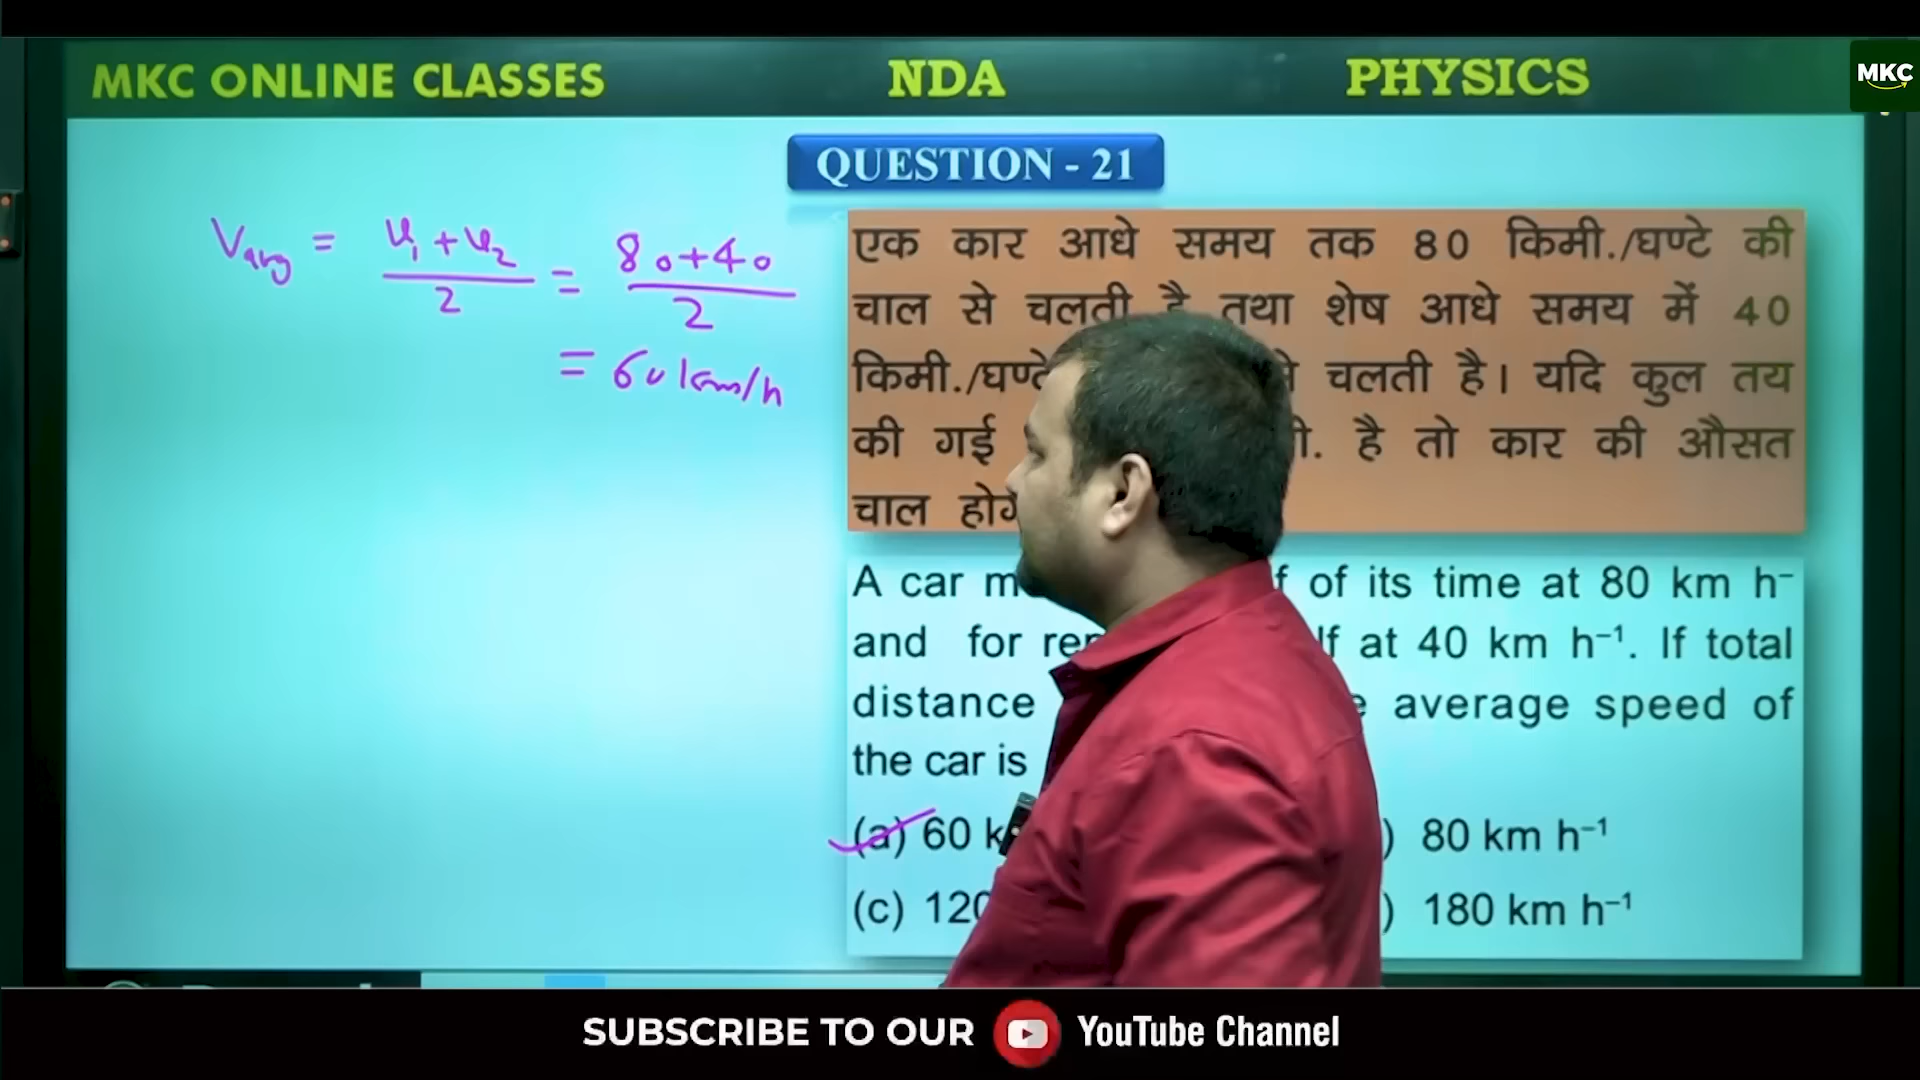 MKC ONLINE CLASSES NDA PHYSICS MKC
QUESTION - 21
Vavg = v₁ + v₂ / 2 = 80+40 / 2
= 60 km/h
एक कार आधे समय तक 80 किमी./घण्टे की
चाल से चलती है तथा शेष आधे समय में 40
किमी./घण्टे चलती है। यदि कुल तय
की गई है तो कार की औसत
चाल
A car of its time at 80 km h⁻
and for at 40 km h⁻¹. If total
distance average speed of
the car is
(a) 60 80 km h⁻¹
(c) 120 180 km h⁻¹
SUBSCRIBE TO OUR YouTube Channel